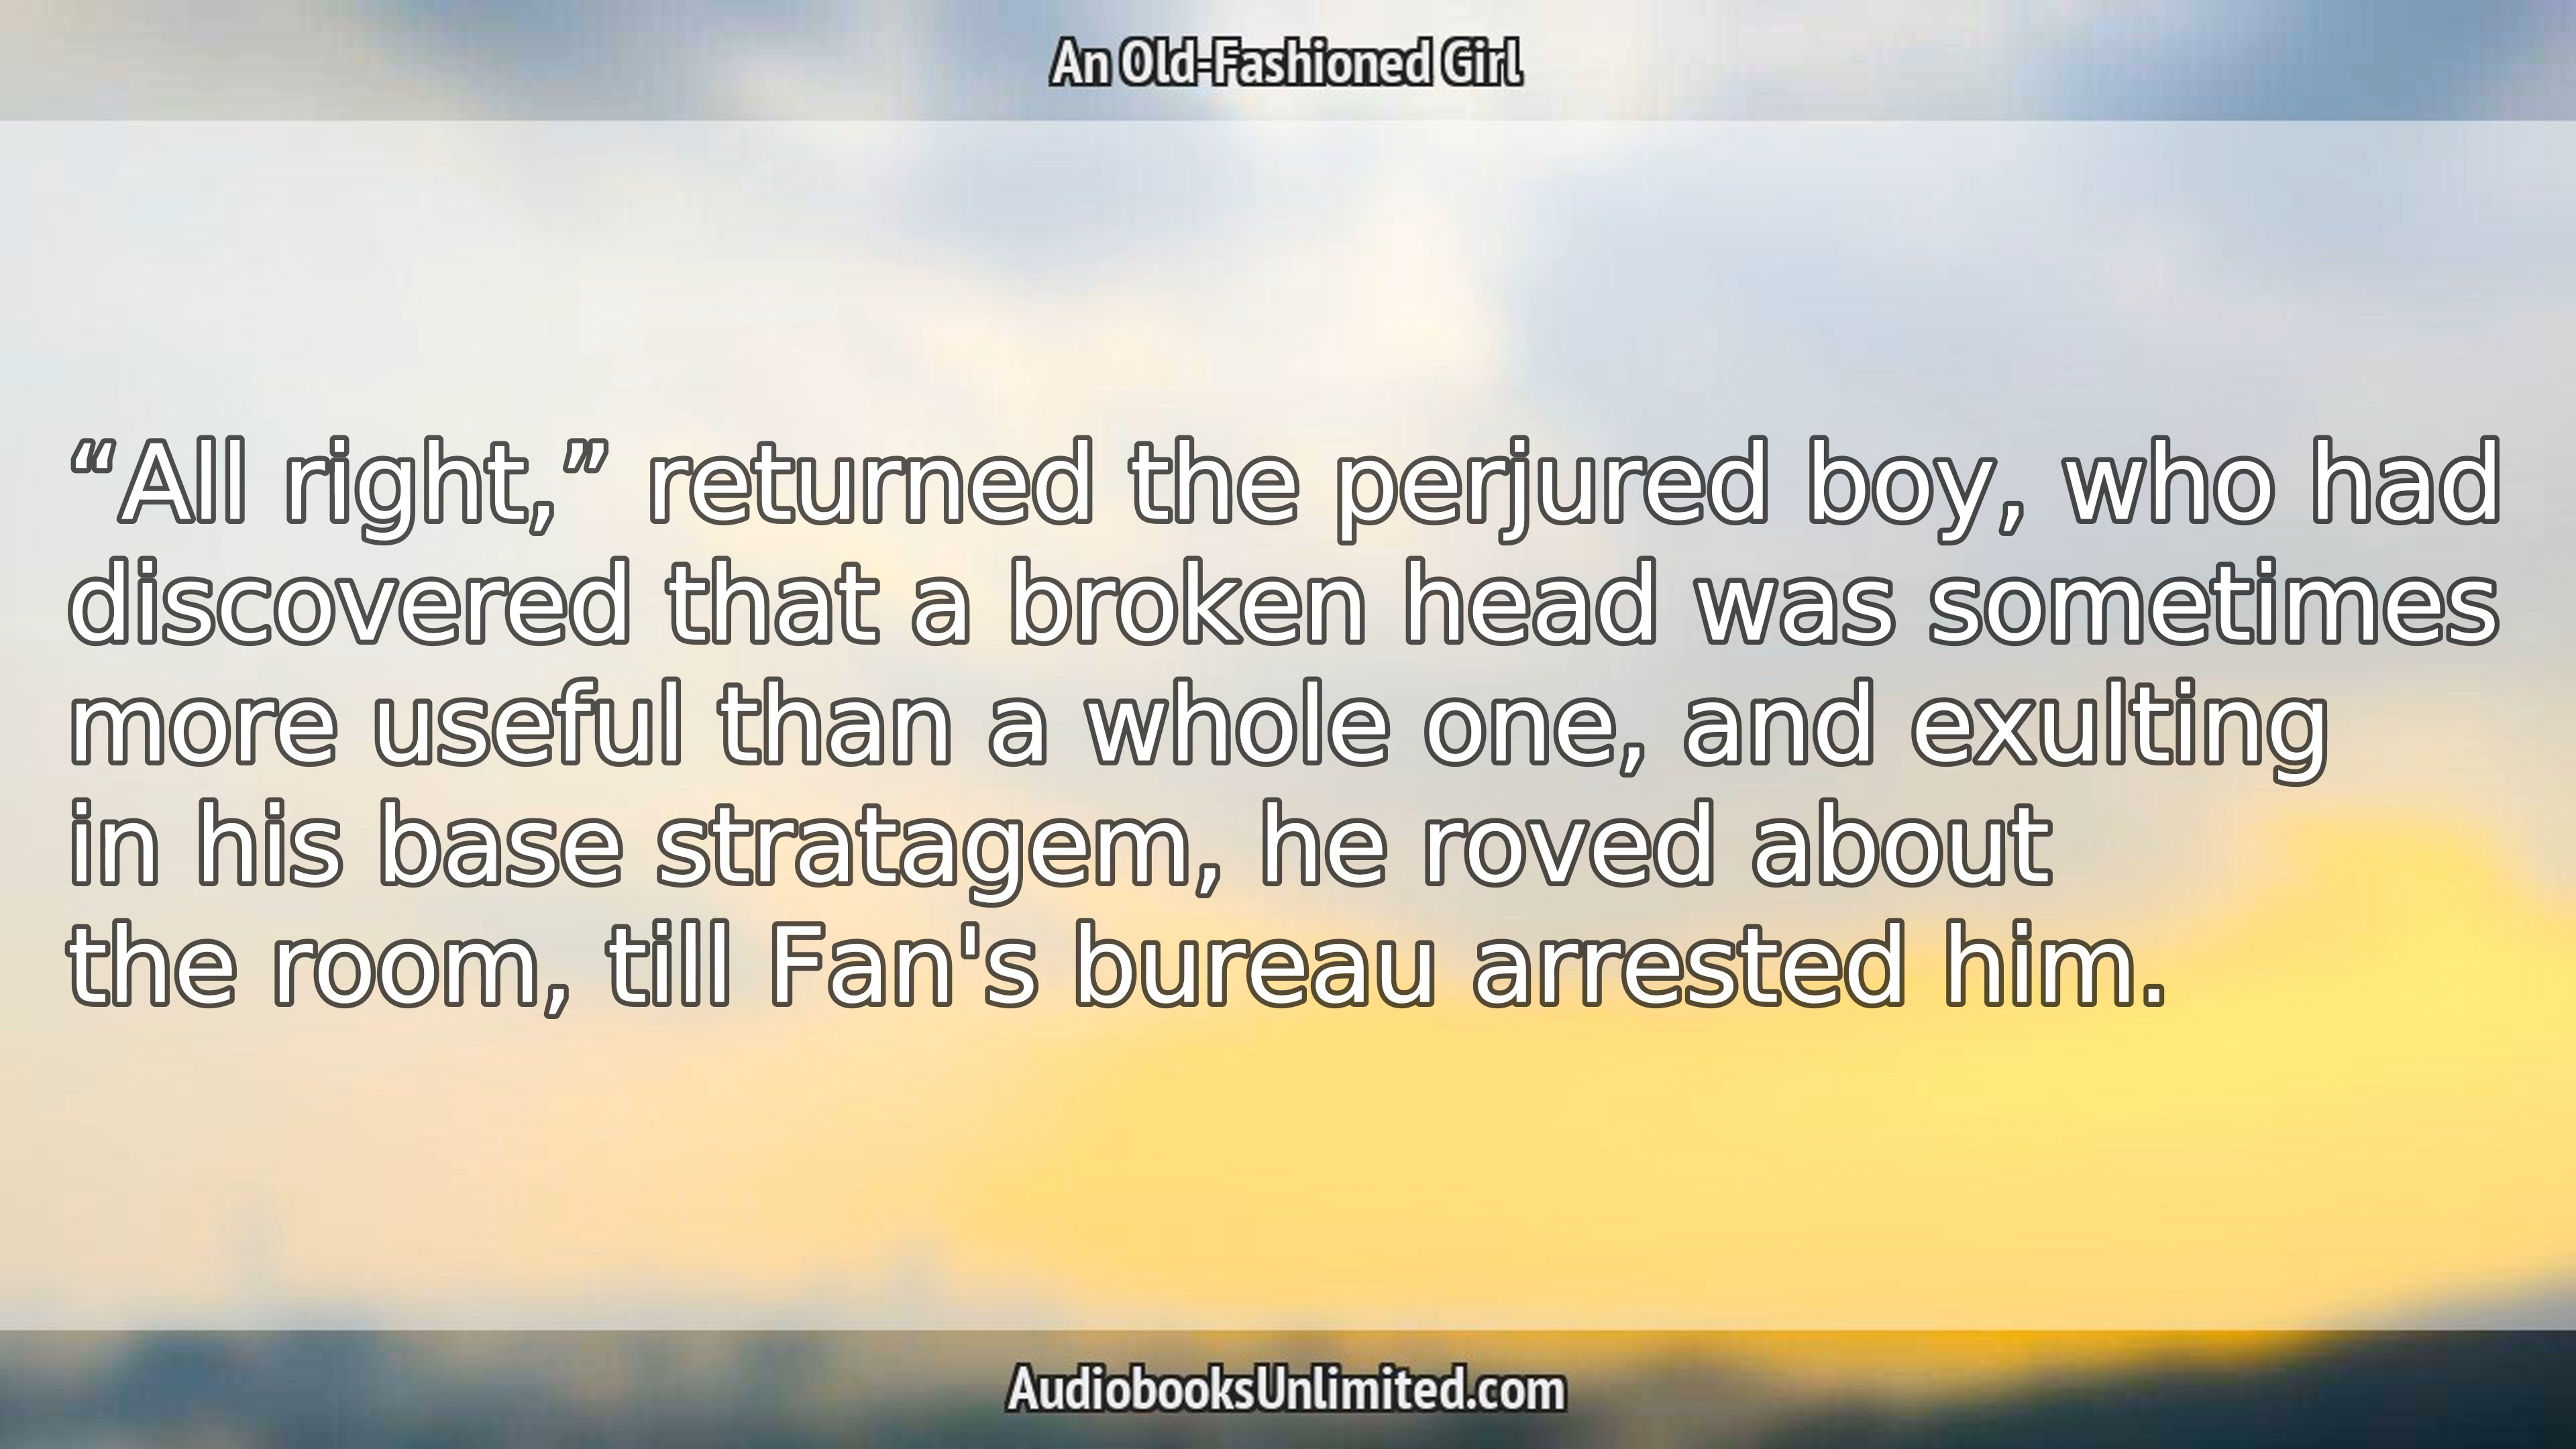 An Old-Fashioned Girl
“All right,” returned the perjured boy, who had
discovered that a broken head was sometimes
more useful than a whole one, and exulting
in his base stratagem, he roved about
the room, till Fan's bureau arrested him.
AudiobooksUnlimited.com